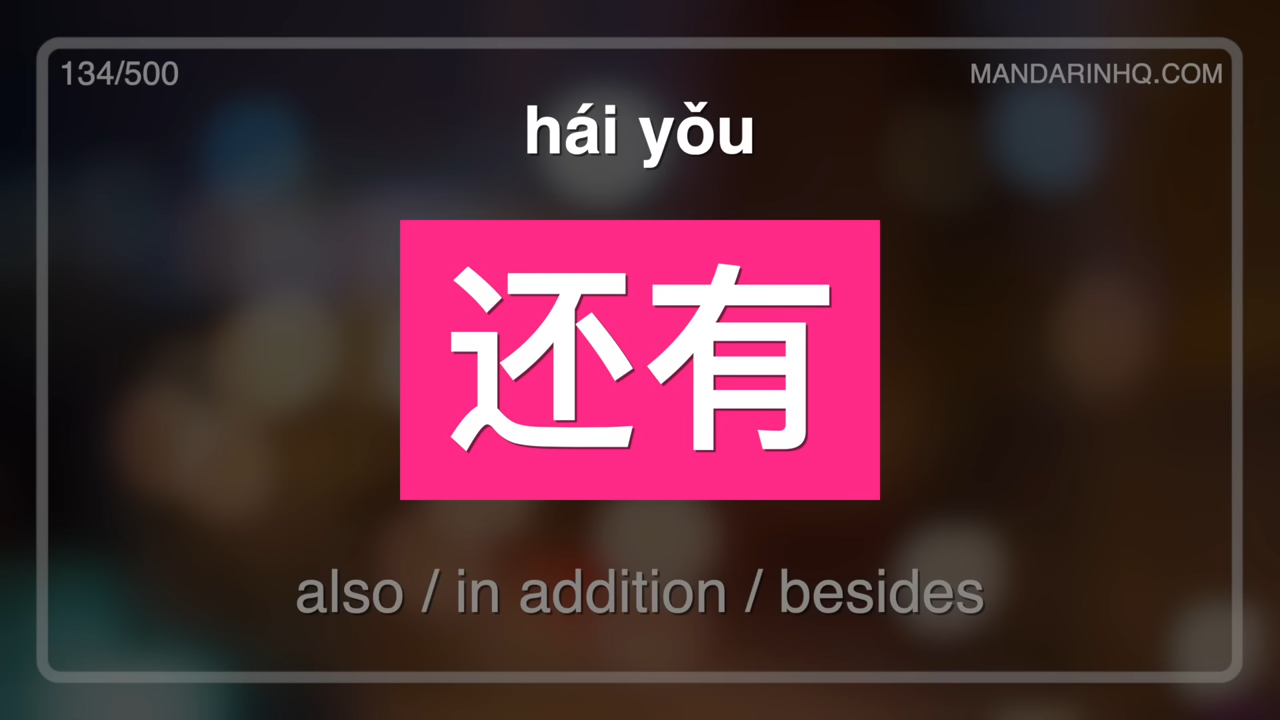 134/500
MANDARINHQ.COM
hái yǒu
还有
also / in addition / besides